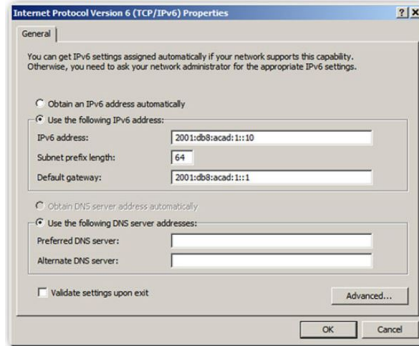 Internet Protocol Version 6 (TCP/IPv6) Properties
General
You can get IPv6 settings assigned automatically if your network supports this capability.
Otherwise, you need to ask your network administrator for the appropriate IPv6 settings.
Obtain an IPv6 address automatically
Use the following IPv6 address:
IPv6 address: 2001:db8:acad:1::10
Subnet prefix length: 64
Default gateway: 2001:db8:acad:1::1
Obtain DNS server address automatically
Use the following DNS server addresses:
Preferred DNS server:
Alternate DNS server:
Validate settings upon exit
Advanced...
OK Cancel